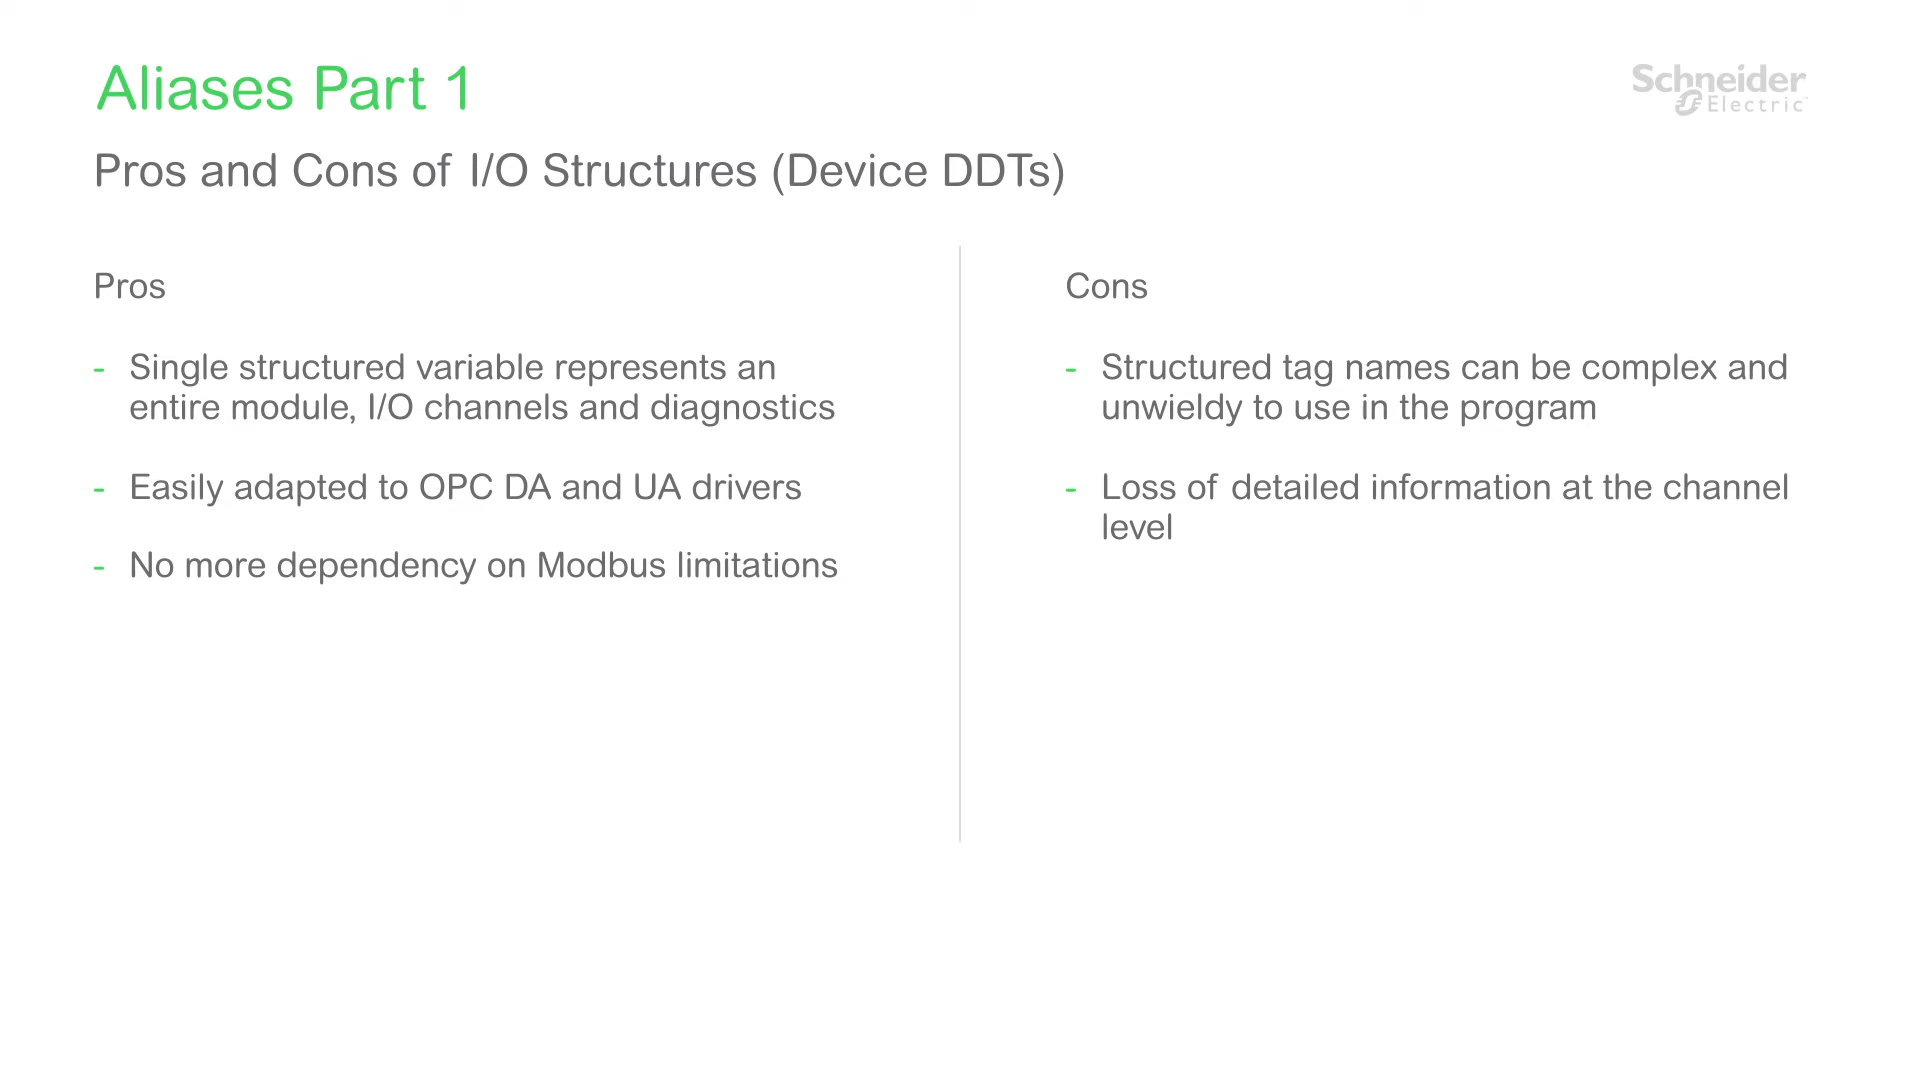 Aliases Part 1
Schneider
Electric
Pros and Cons of I/O Structures (Device DDTs)
Pros
- Single structured variable represents an
entire module, I/O channels and diagnostics
- Easily adapted to OPC DA and UA drivers
- No more dependency on Modbus limitations
Cons
- Structured tag names can be complex and
unwieldy to use in the program
- Loss of detailed information at the channel
level